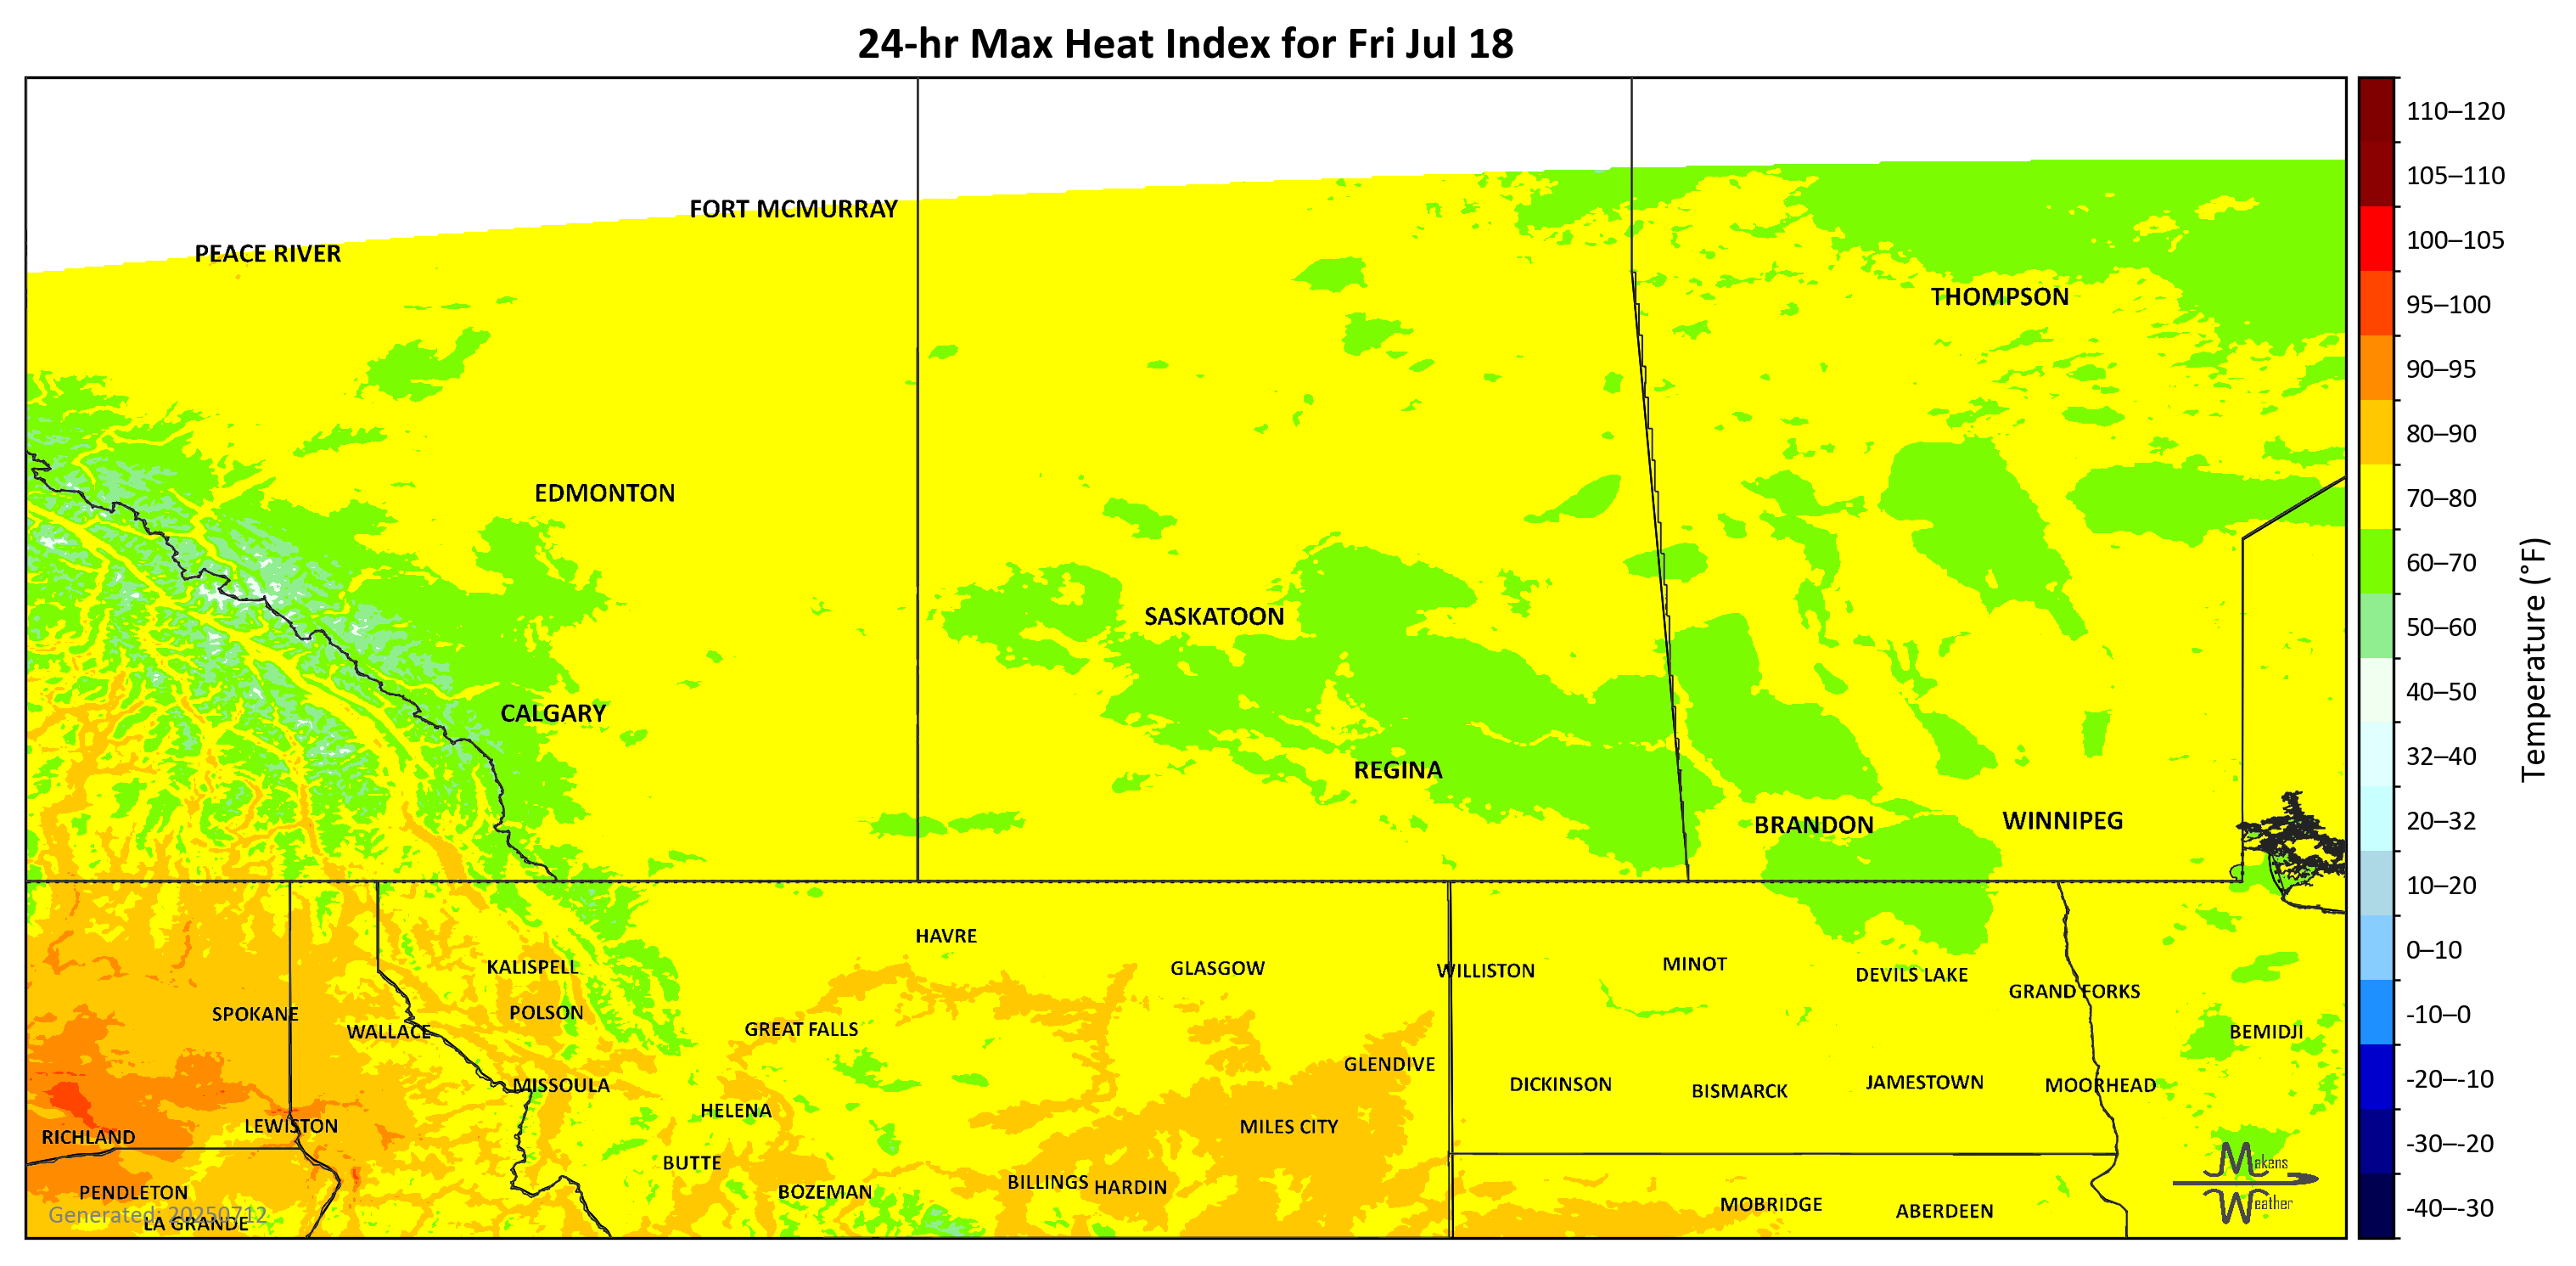 24-hr Max Heat Index for Fri Jul 18
110–120
105–110
100–105
95–100
90–95
80–90
70–80
60–70
50–60
40–50
32–40
20–32
10–20
0–10
-10–0
-20–-10
-30–-20
-40–-30
Temperature (°F)
FORT MCMURRAY
PEACE RIVER
THOMPSON
EDMONTON
SASKATOON
CALGARY
REGINA
BRANDON
WINNIPEG
HAVRE
KALISPELL
GLASGOW
WILLISTON
MINOT
DEVILS LAKE
GRAND FORKS
SPOKANE
POLSON
WALLACE
GREAT FALLS
BEMIDJI
GLENDIVE
MISSOULA
DICKINSON
BISMARCK
JAMESTOWN
MOORHEAD
HELENA
LEWISTON
MILES CITY
RICHLAND
BUTTE
BOZEMAN
BILLINGS
HARDIN
PENDLETON
MOBRIDGE
ABERDEEN
Generated: 20250712
LA GRANDE
Makens
Weather